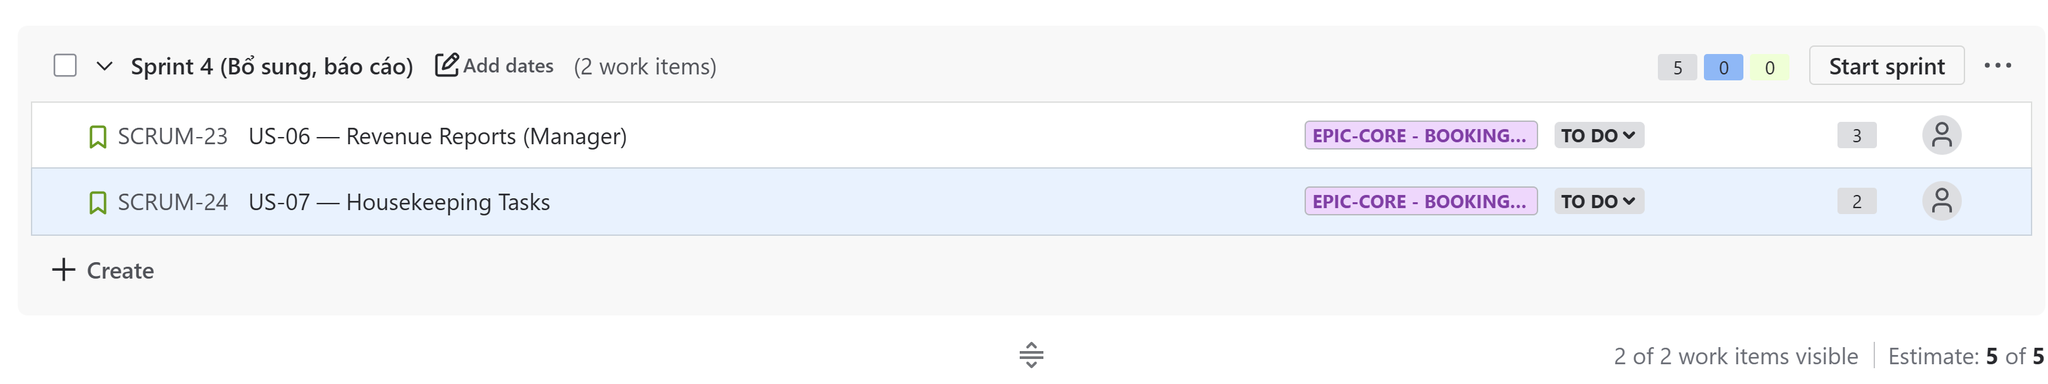 Sprint 4 (Bổ sung, báo cáo) Add dates (2 work items) 5 0 0 Start sprint
SCRUM-23 US-06 — Revenue Reports (Manager) EPIC-CORE - BOOKING... TO DO 3
SCRUM-24 US-07 — Housekeeping Tasks EPIC-CORE - BOOKING... TO DO 2
Create
2 of 2 work items visible Estimate: 5 of 5